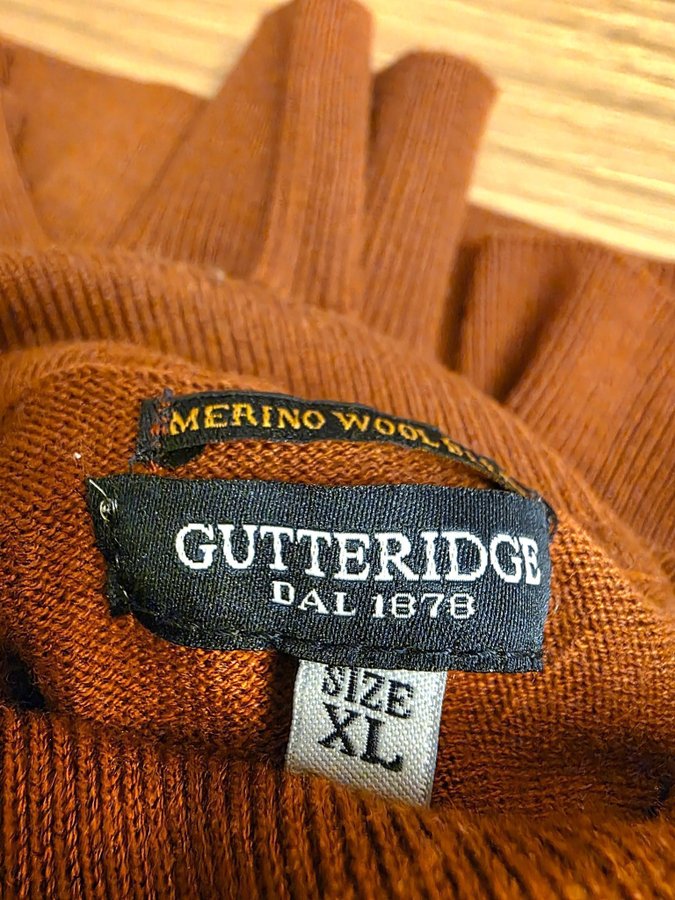 MERINO WOOL
GUTTERIDGE
DAL 1878
SIZE
XL